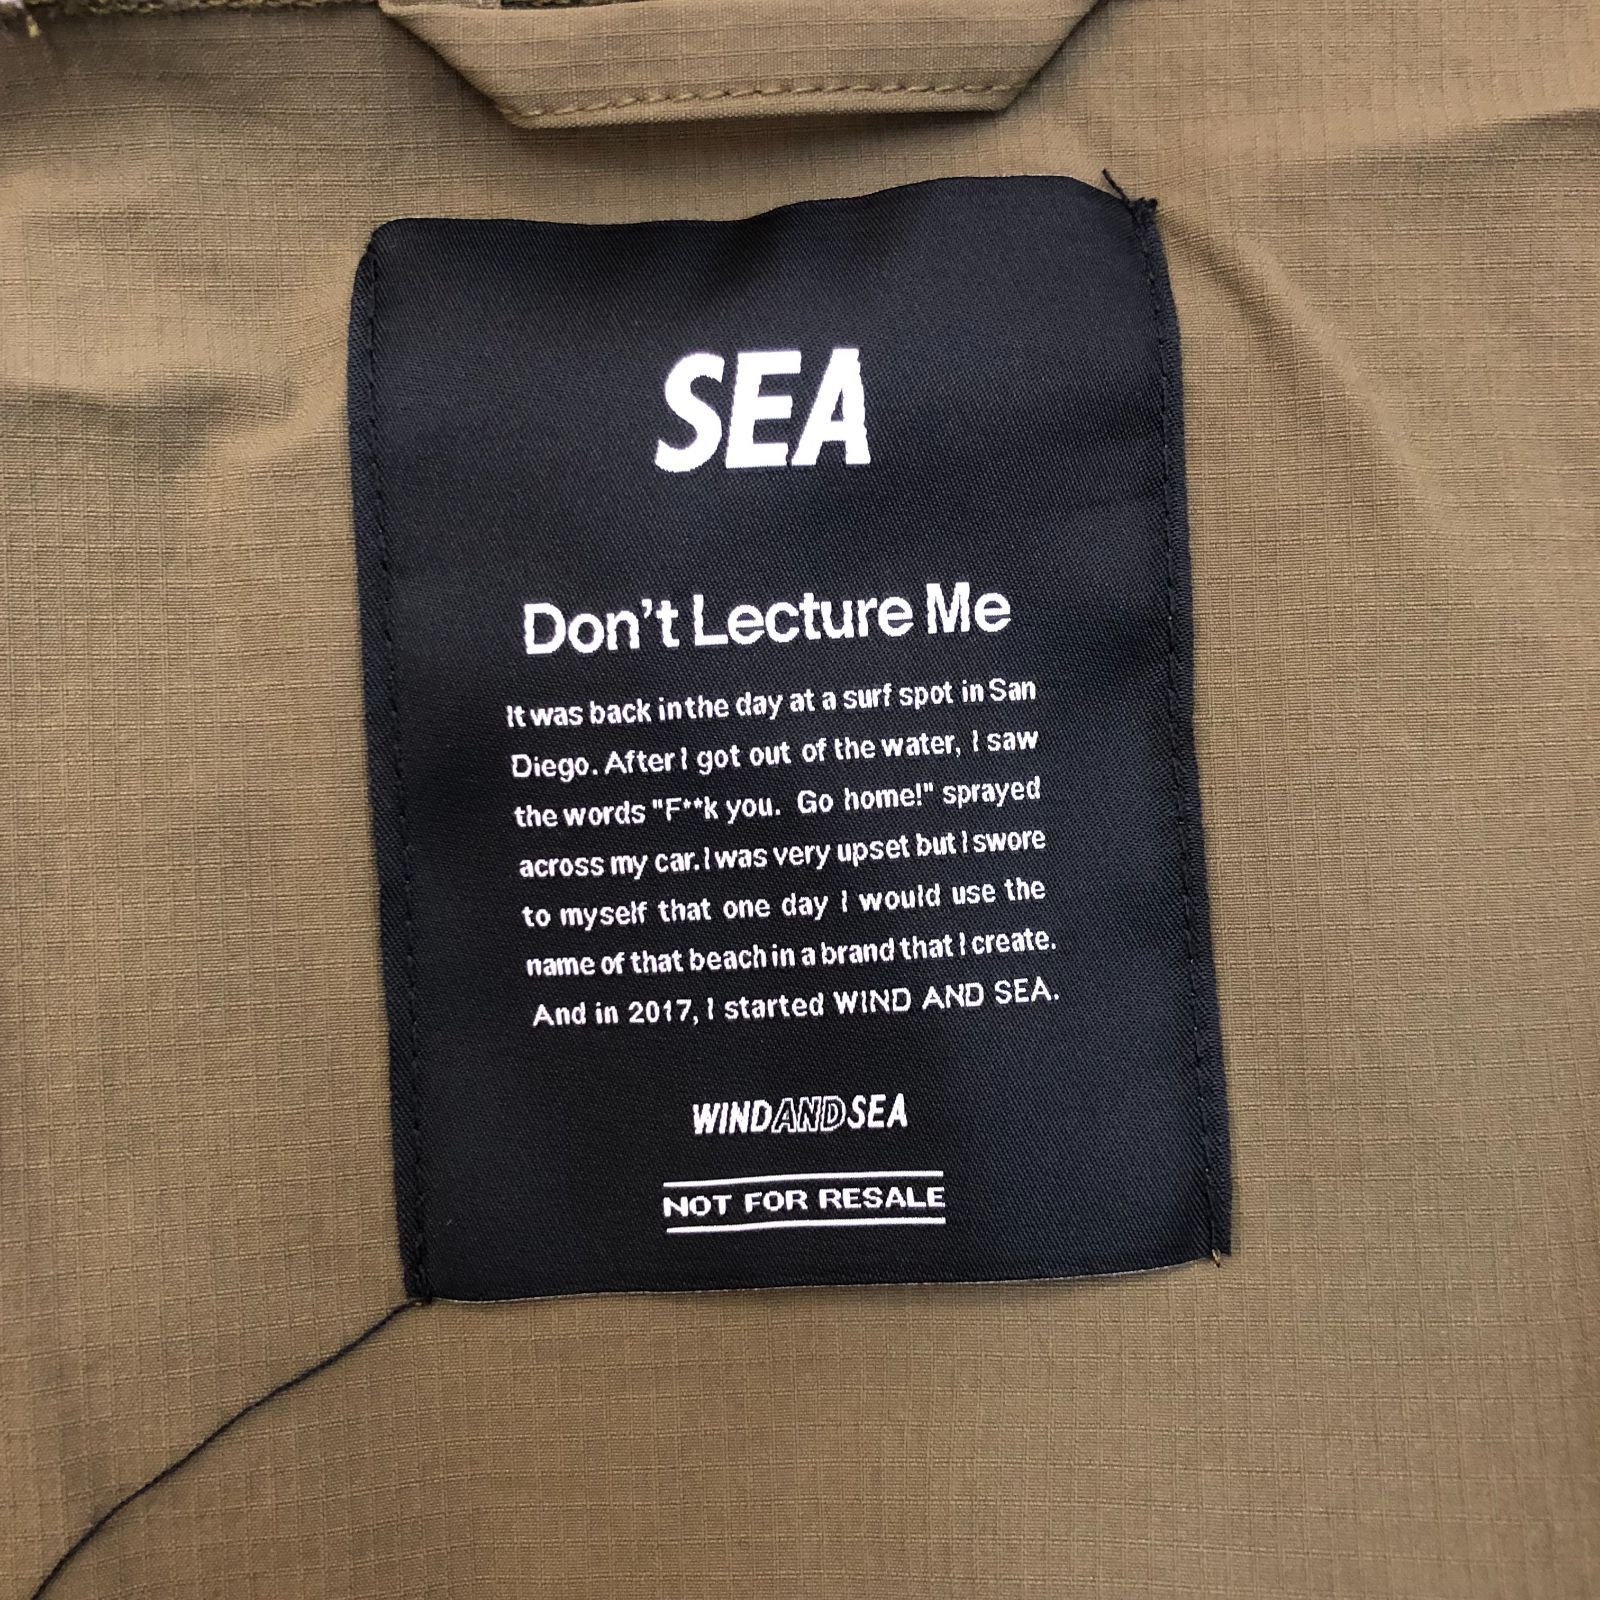 SEA
Don't Lecture Me
It was back in the day at a surf spot in San
Diego. After I got out of the water, I saw
the words "F**k you. Go home!" sprayed
across my car. I was very upset but I swore
to myself that one day I would use the
name of that beach in a brand that I create.
And in 2017, I started WIND AND SEA.
WINDANDSEA
NOT FOR RESALE